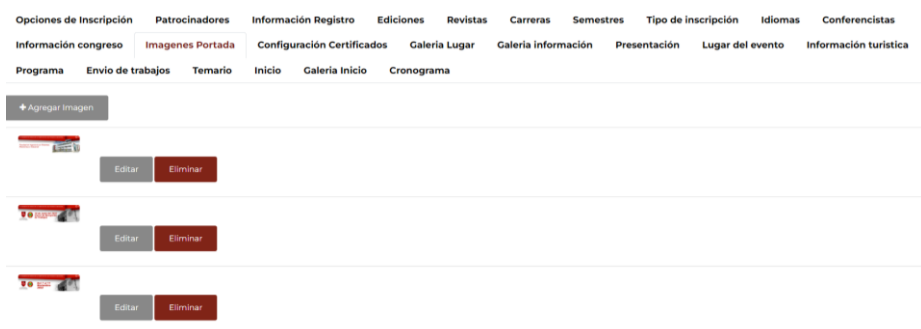 Opciones de Inscripción Patrocinadores Información Registro Ediciones Revistas Carreras Semestres Tipo de inscripción Idiomas Conferencistas
Información congreso Imagenes Portada Configuración Certificados Galeria Lugar Galeria información Presentación Lugar del evento Información turistica
Programa Envio de trabajos Temario Inicio Galeria Inicio Cronograma
+ Agregar Imagen
Editar Eliminar
Editar Eliminar
Editar Eliminar